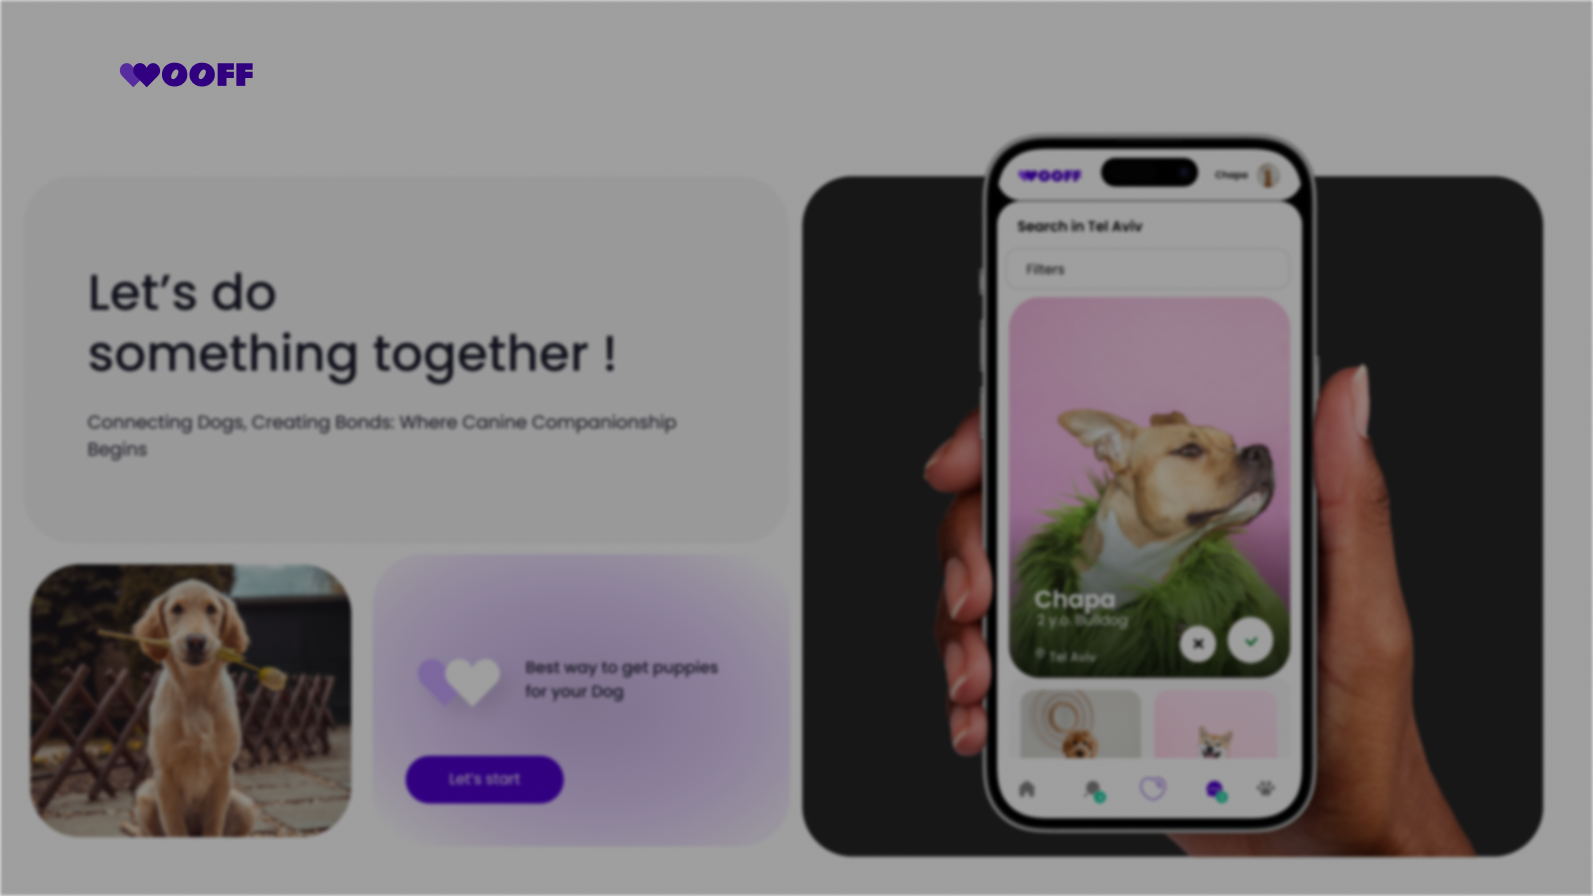 WOOFF
Let's do
something together !
Connecting Dogs, Creating Bonds: Where Canine Companionship
Begins
Best way to get puppies
for your Dog
Let's start
WOOFF
Chapa
Search in Tel Aviv
Filters
Chapa
2 y.o. Bulldog
Tel Aviv